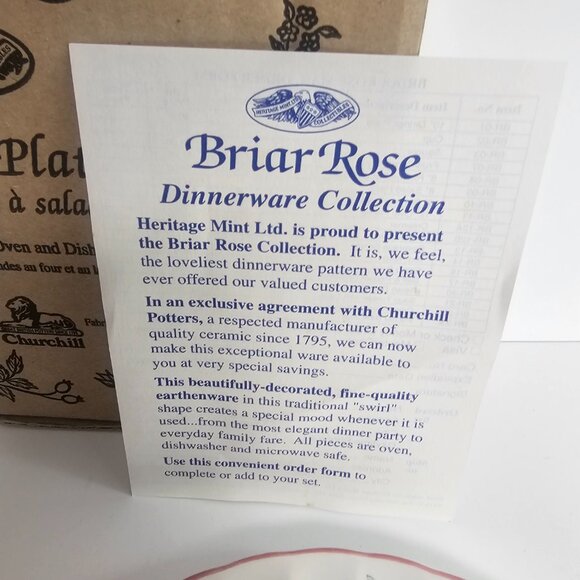 Plat
à sala
Oven and Dish
des au four et au l
Fab
Churchill
HERITAGE MINT LTD.
COLLECTIBLES
Briar Rose
Dinnerware Collection
Heritage Mint Ltd. is proud to present
the Briar Rose Collection. It is, we feel,
the loveliest dinnerware pattern we have
ever offered our valued customers.
In an exclusive agreement with Churchill
Potters, a respected manufacturer of
quality ceramic since 1795, we can now
make this exceptional ware available to
you at very special savings.
This beautifully-decorated, fine-quality
earthenware in this traditional "swirl"
shape creates a special mood whenever it is
used...from the most elegant dinner party to
everyday family fare. All pieces are oven,
dishwasher and microwave safe.
Use this convenient order form to
complete or add to your set.